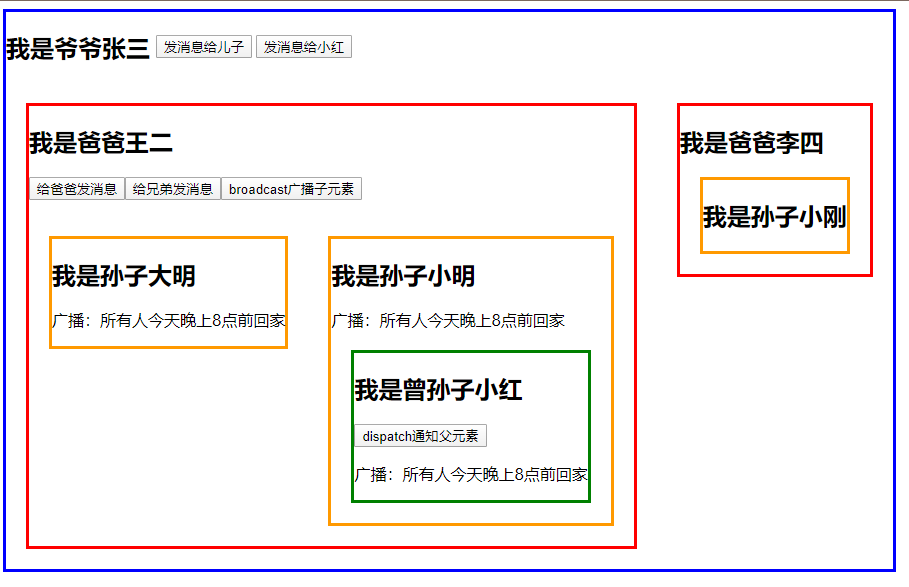 我是爷爷张三 发消息给儿子 发消息给小红
我是爸爸王二
给爸爸发消息 给兄弟发消息 broadcast广播子元素
我是孙子大明
广播：所有人今天晚上8点前回家
我是孙子小明
广播：所有人今天晚上8点前回家
我是曾孙子小红
dispatch通知父元素
广播：所有人今天晚上8点前回家
我是爸爸李四
我是孙子小刚